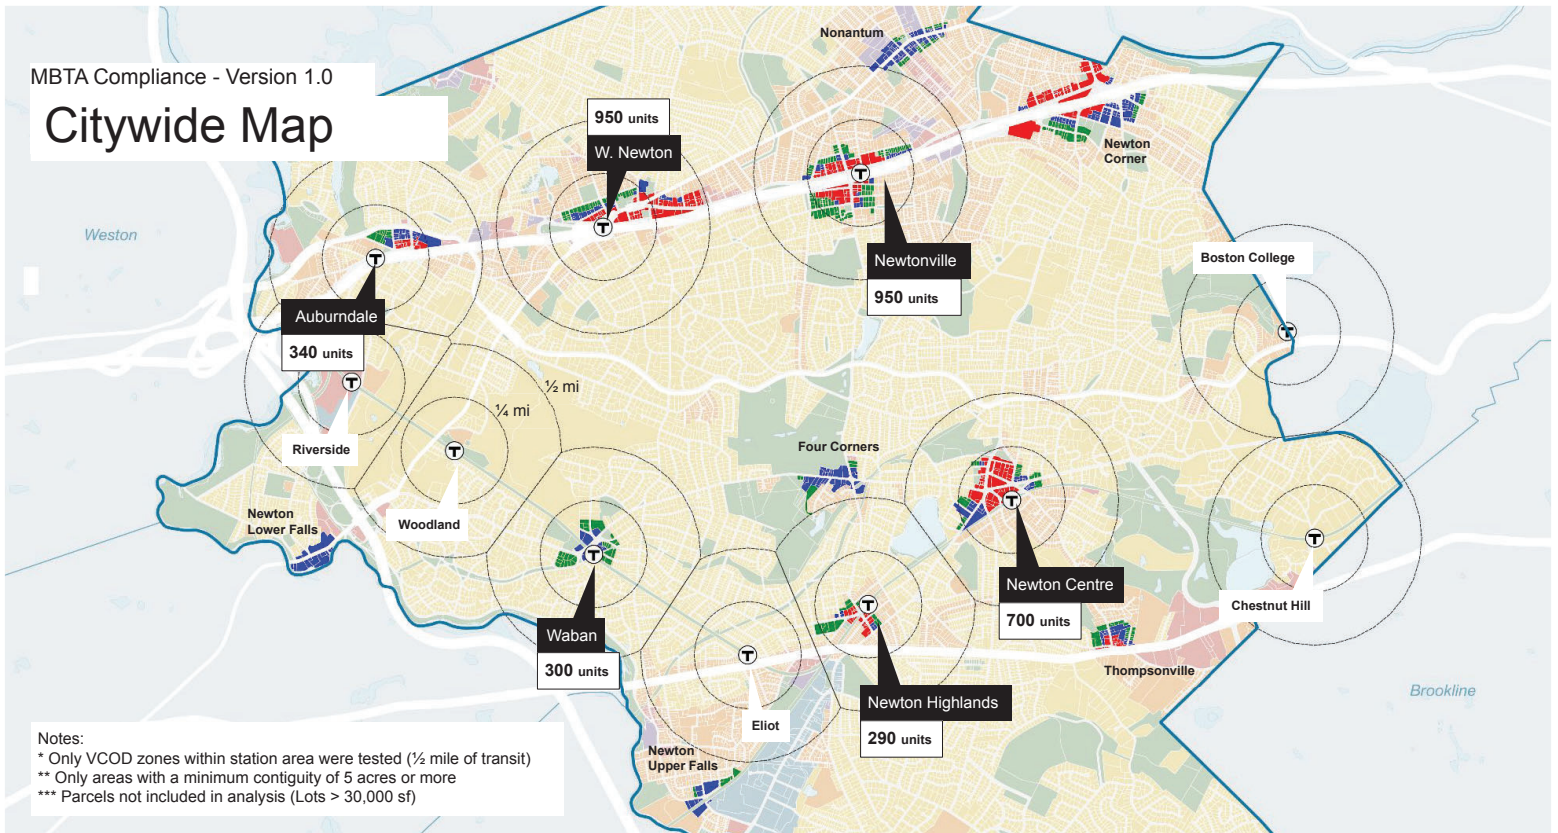 MBTA Compliance - Version 1.0
Citywide Map
Nonantum
950 units
W. Newton
Newton
Corner
Weston
Newtonville
950 units
Boston College
T
T
T
T
Auburndale
340 units
T
½ mi
¼ mi
Riverside
T
Four Corners
Newton
Lower Falls
Woodland
T
T
T
Newton Centre
700 units
Chestnut Hill
T
Waban
300 units
T
Thompsonville
Newton Highlands
290 units
Eliot
Brookline
Newton
Upper Falls
Notes:
* Only VCOD zones within station area were tested (½ mile of transit)
** Only areas with a minimum contiguity of 5 acres or more
*** Parcels not included in analysis (Lots > 30,000 sf)